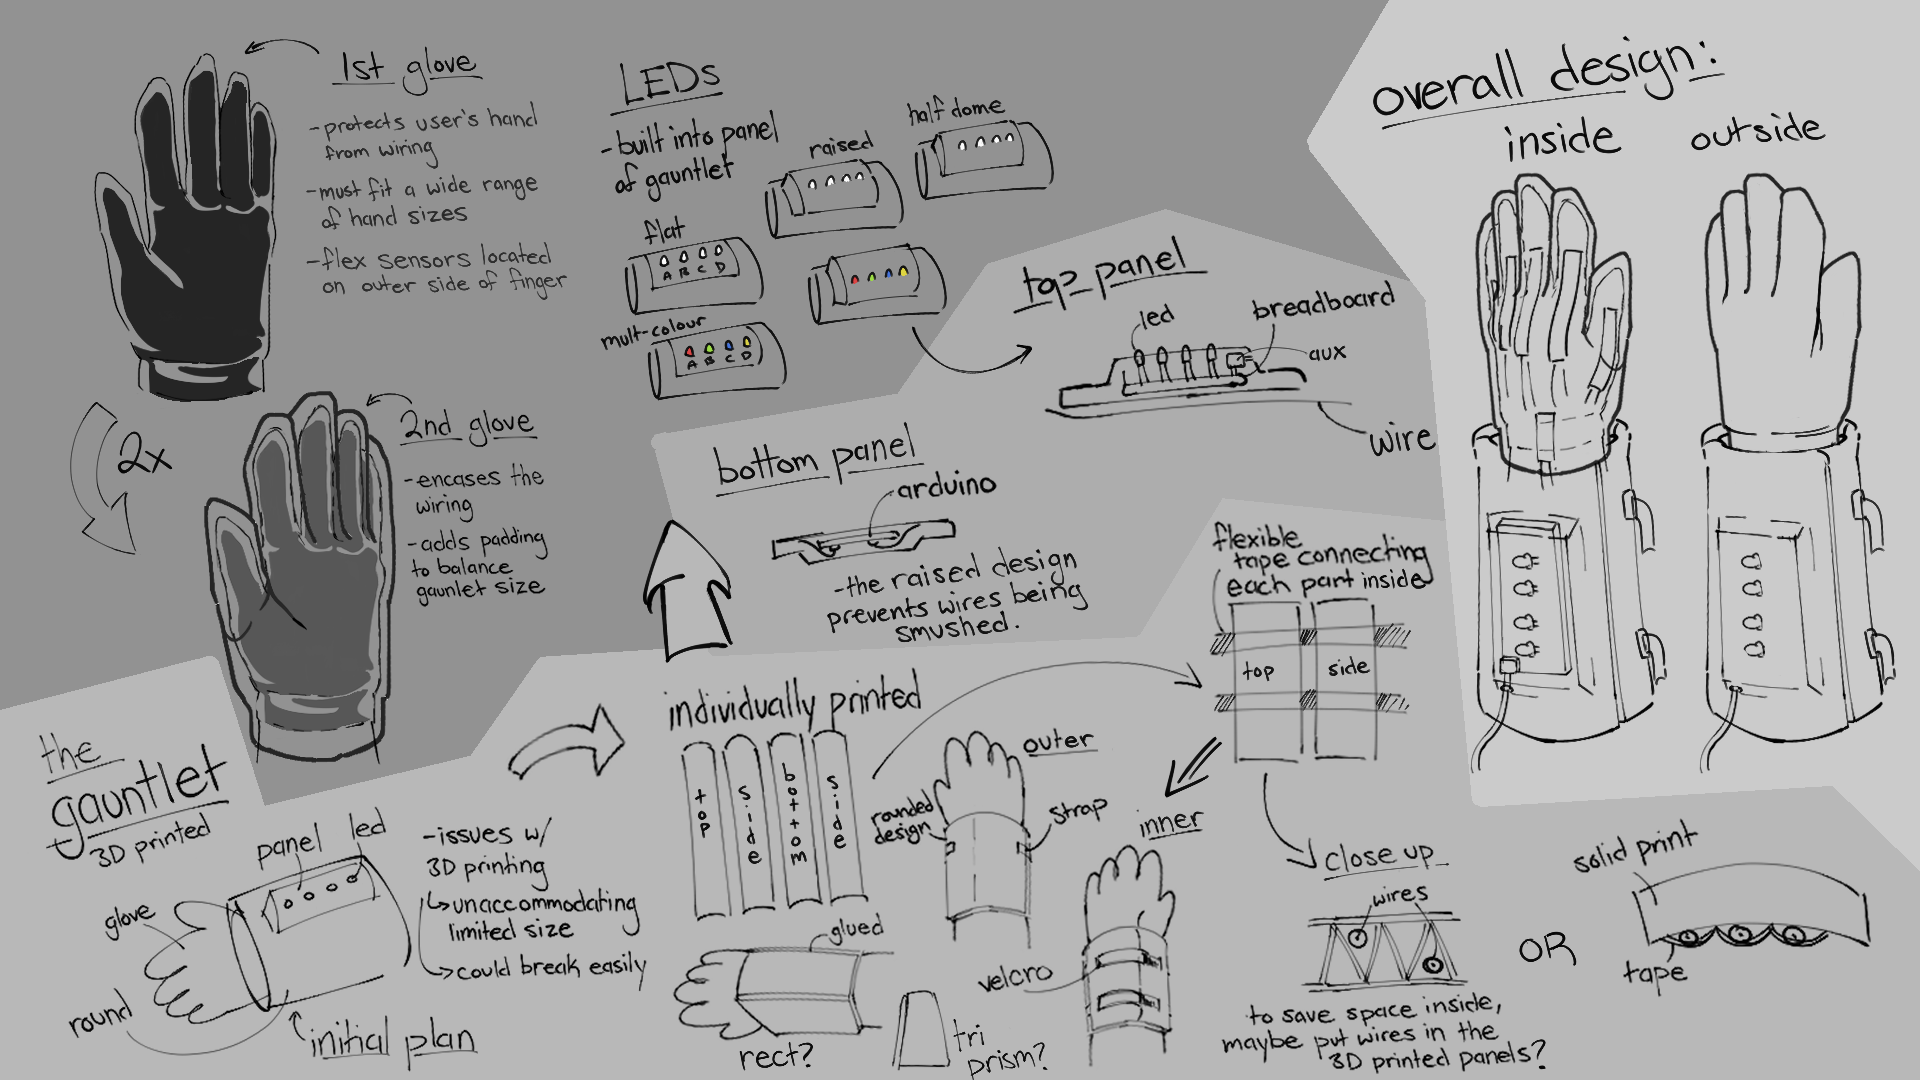 1st glove
-protects user's hand
from wiring
-must fit a wide range
of hand sizes
-flex sensors located
on outer side of finger
2x
2nd glove
-encases the
wiring
-adds padding
to balance
gaunlet size
LEDs
-built into panel
of gauntlet
raised
half dome
flat
A B C D
mult-colour
A B C D
top panel
led
breadboard
aux
wire
bottom panel
arduino
-the raised design
prevents wires being
smushed.
overall design:
inside
outside
the
gauntlet
3D printed
panel
led
glove
round
initial plan
-issues w/
3D printing
unaccommodating
limited size
could break easily
individually printed
top
side
bottom
side
glued
rect?
tri
prism?
outer
rounded
design
strap
inner
velcro
flexible
tape connecting
each part inside
top
side
close up
wires
OR
solid print
tape
to save space inside,
maybe put wires in the
3D printed panels?